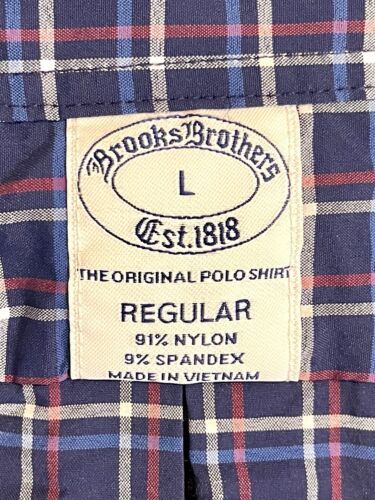 Brooks Brothers
L
Est. 1818
THE ORIGINAL POLO SHIRT
REGULAR
91% NYLON
9% SPANDEX
MADE IN VIETNAM